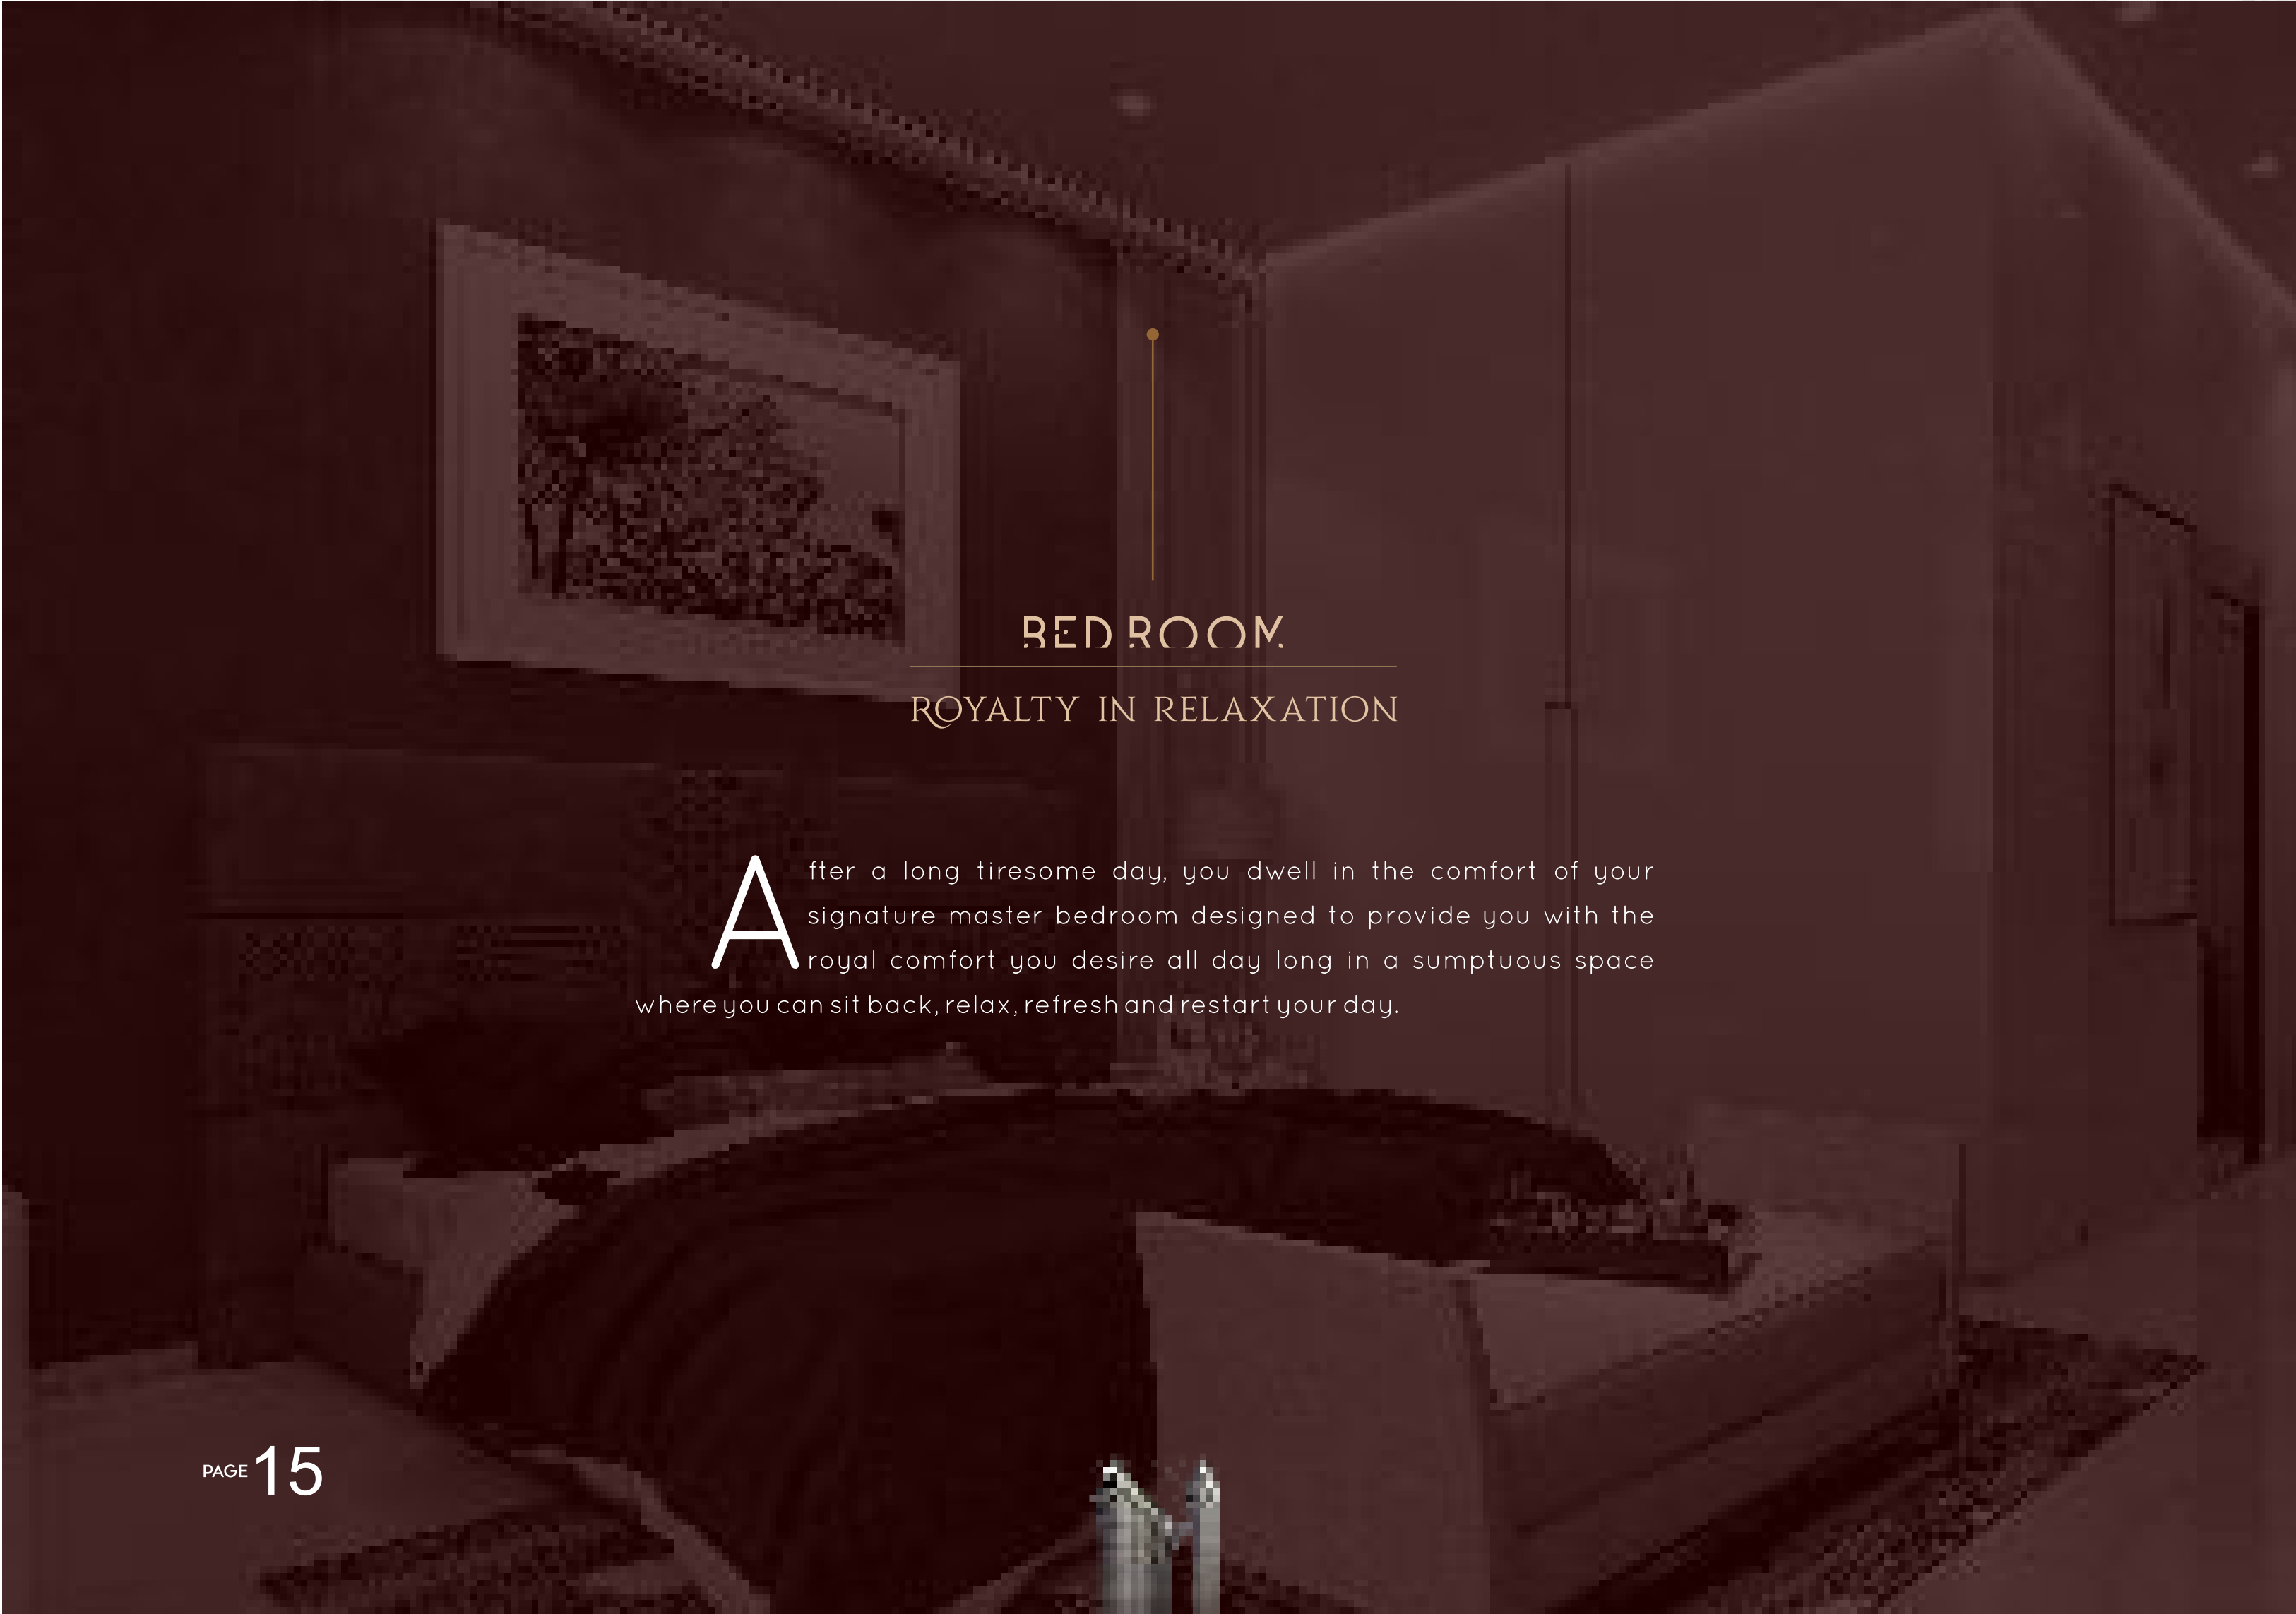 BED ROOM
ROYALTY IN RELAXATION
After a long tiresome day, you dwell in the comfort of your
signature master bedroom designed to provide you with the
royal comfort you desire all day long in a sumptuous space
where you can sit back, relax, refresh and restart your day.
PAGE 15